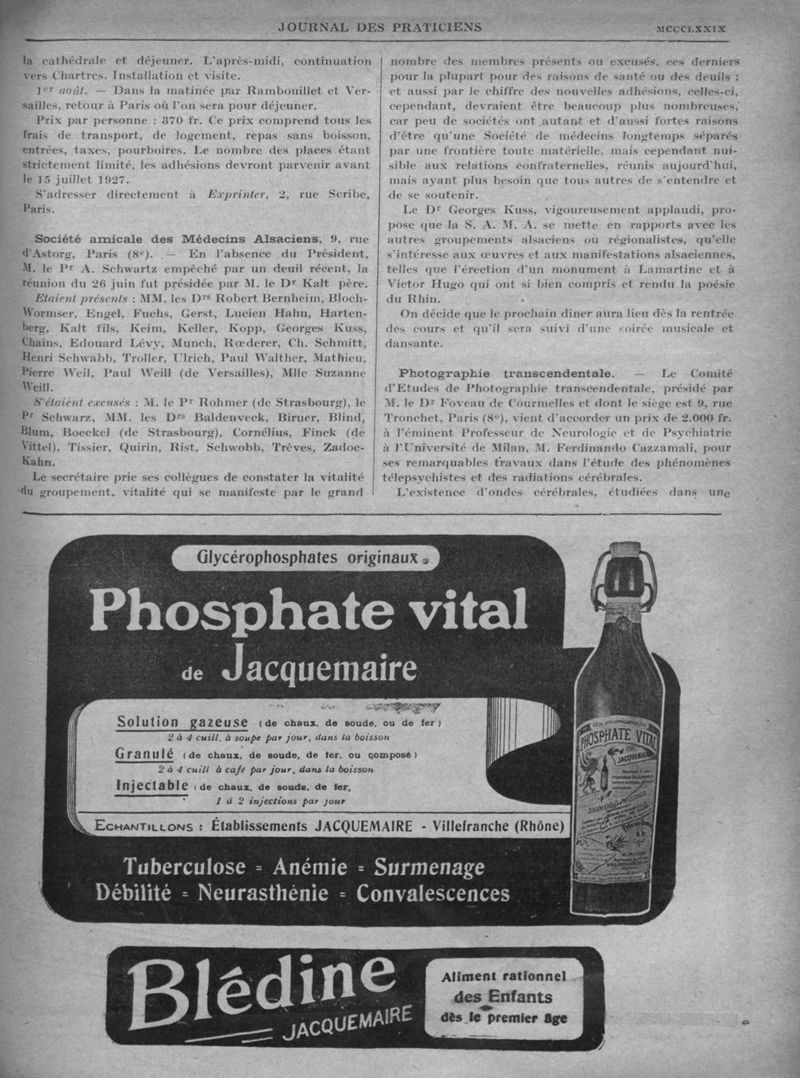 JOURNAL DES PRATICIENS
MCCCLXXIX
la cathédrale et déjeuner. L'après-midi, continuation
vers Chartres. Installation et visite.
1er août. — Dans la matinée par Rambouillet et Ver-
sailles, retour à Paris où l'on sera pour déjeuner.
Prix par personne : 370 fr. Ce prix comprend tous les
frais de transport, de logement, repas sans boisson,
entrées, taxes, pourboires. Le nombre des places étant
strictement limité, les adhésions devront parvenir avant
le 15 juillet 1927.
S'adresser directement à Exprinter, 2, rue Scribe,
Paris.
Société amicale des Médecins Alsaciens, 9, rue
d'Astorg, Paris (8e). — En l'absence du Président,
M. le Pr A. Schwartz empêché par un deuil récent, la
réunion du 26 juin fut présidée par M. le Dr Kalt père.
Etaient présents : MM. les Drs Robert Bernheim, Bloch-
Wormser, Engel, Fuchs, Gerst, Lucien Hahn, Harten-
berg, Kalt fils, Keim, Keller, Kopp, Georges Kuss,
Chains, Edouard Lévy, Munch, Rœderer, Ch. Schmitt,
Henri Schwabb, Troller, Ulrich, Paul Walther, Mathieu,
Pierre Weil, Paul Weill (de Versailles), Mlle Suzanne
Weill.
S'étaient excusés : M. le Pr Rohmer (de Strasbourg), le
Pr Schwarz, MM. les Drs Baldenveck, Biruer, Blind,
Blum, Boeckel (de Strasbourg), Cornélius, Finck (de
Vittel), Tissier, Quirin, Rist, Schwobb, Trêves, Zadoc-
Kahn.
Le secrétaire prie ses collègues de constater la vitalité
du groupement, vitalité qui se manifeste par le grand
nombre des membres présents ou excusés, ces derniers
pour la plupart pour des raisons de santé ou des deuils ;
et aussi par le chiffre des nouvelles adhésions, celles-ci,
cependant, devraient être beaucoup plus nombreuses,
car peu de sociétés ont autant et d'aussi fortes raisons
d'être qu'une Société de médecins longtemps séparés
par une frontière toute matérielle, mais cependant nui-
sible aux relations confraternelles, réunis aujourd'hui,
mais ayant plus besoin que tous autres de s'entendre et
de se soutenir.
Le Dr Georges Kuss, vigoureusement applaudi, pro-
pose que la S. A. M. A. se mette en rapports avec les
autres groupements alsaciens ou régionalistes, qu'elle
s'intéresse aux œuvres et aux manifestations alsaciennes,
telles que l'érection d'un monument à Lamartine et à
Victor Hugo qui ont si bien compris et rendu la poésie
du Rhin.
On décide que le prochain dîner aura lieu dès la rentrée
des cours et qu'il sera suivi d'une soirée musicale et
dansante.
Photographie transcendentale. — Le Comité
d'Etudes de Photographie transcendentale, présidé par
M. le Dr Foveau de Courmelles et dont le siège est 9, rue
Tronchet, Paris (8e), vient d'accorder un prix de 2.000 fr.
à l'éminent Professeur de Neurologie et de Psychiatrie
à l'Université de Milan, M. Ferdinando Cazzamali, pour
ses remarquables travaux dans l'étude des phénomènes
télepsychistes et des radiations cérébrales.
L'existence d'ondes cérébrales, étudiées dans une
Glycérophosphates originaux
Phosphate vital
de Jacquemaire
Solution gazeuse (de chaux, de soude, ou de fer)
2 à 4 cuill. à soupe par jour, dans la boisson
Granulé (de chaux, de soude, de fer, ou composé)
2 à 4 cuill à café par jour, dans la boisson
Injectable (de chaux, de soude, de fer,
1 à 2 injections par jour
ECHANTILLONS : Établissements JACQUEMAIRE - Villefranche (Rhône)
Tuberculose = Anémie = Surmenage
Débilité = Neurasthénie = Convalescences
PHOSPHATE VITAL
DE
JACQUEMAIRE
Blédine
JACQUEMAIRE
Aliment rationnel
des Enfants
dès le premier âge